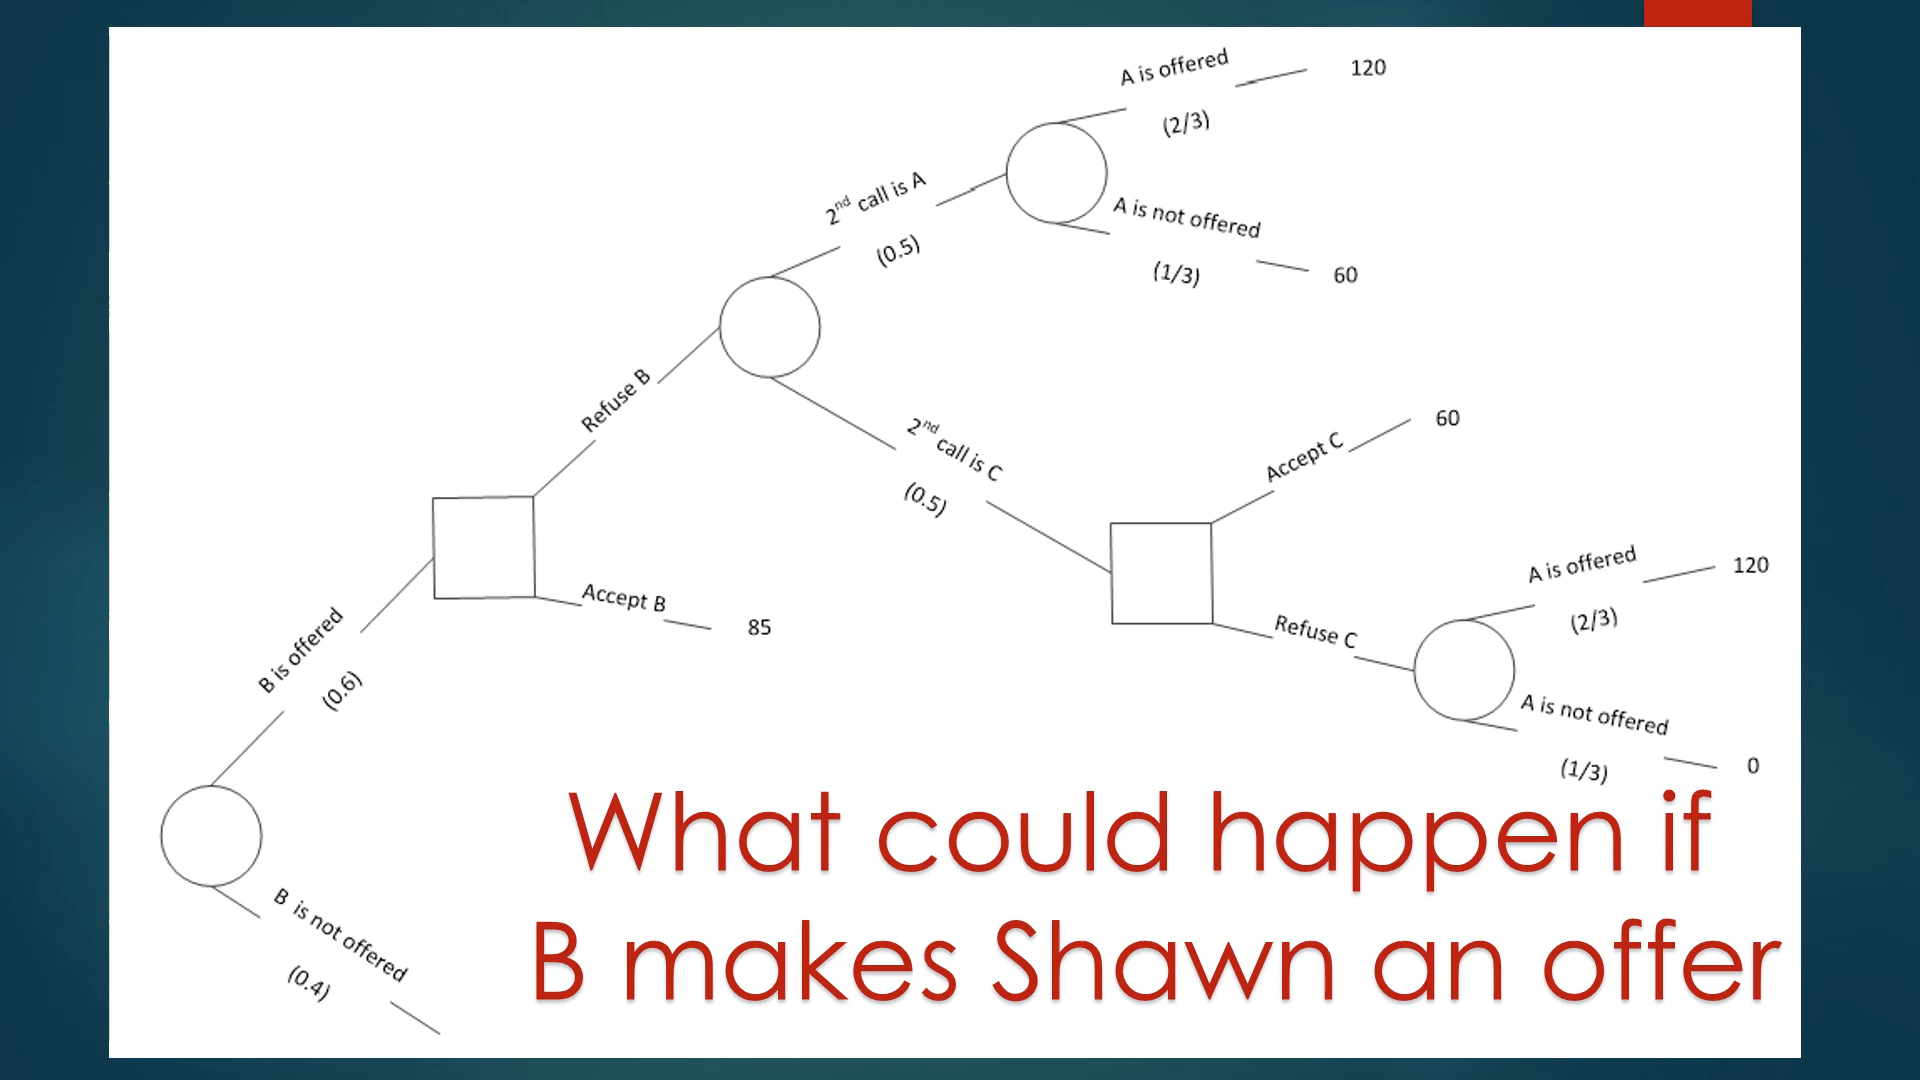 A is offered
120
(2/3)
2nd call is A
(0.5)
A is not offered
(1/3)
60
Refuse B
2nd call is C
(0.5)
Accept C
60
B is offered
(0.6)
Accept B
85
A is offered
120
(2/3)
Refuse C
A is not offered
(1/3)
0
B is not offered
(0.4)
What could happen if
B makes Shawn an offer